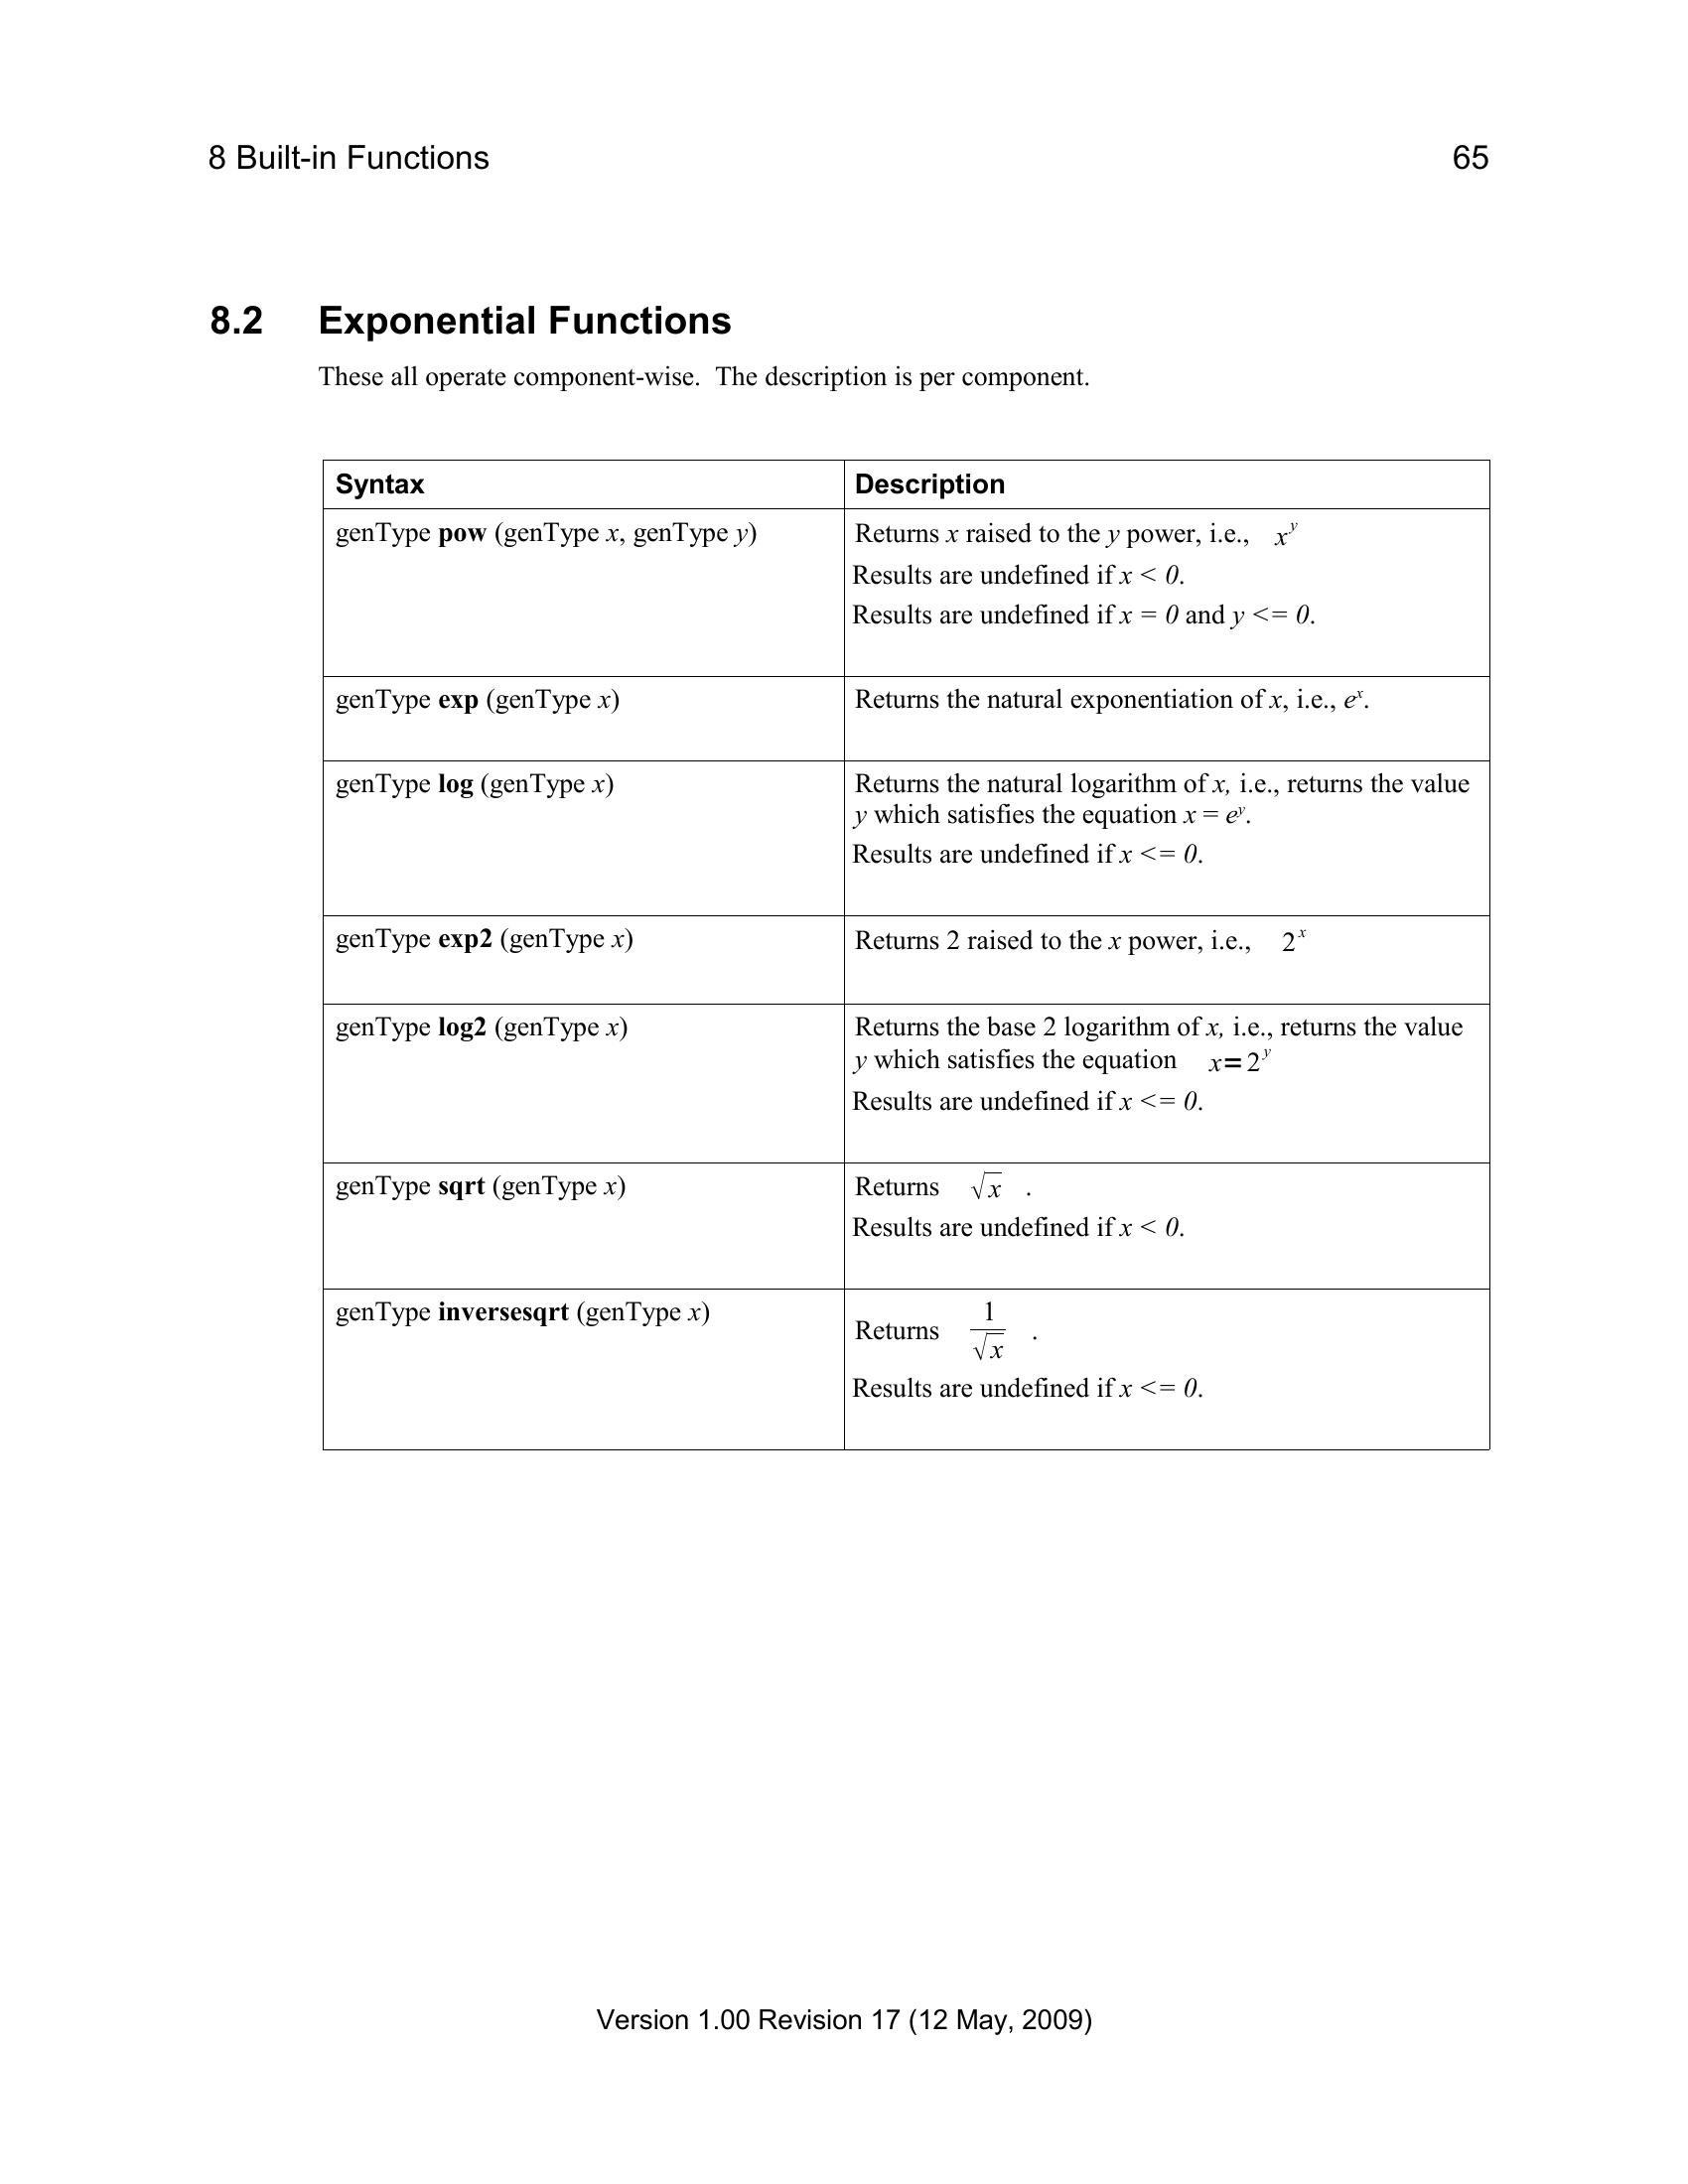 8 Built-in Functions 65
8.2 Exponential Functions
These all operate component-wise. The description is per component.
Syntax Description
genType pow (genType x, genType y) Returns x raised to the y power, i.e., x^y
Results are undefined if x < 0.
Results are undefined if x = 0 and y <= 0.
genType exp (genType x) Returns the natural exponentiation of x, i.e., e^x.
genType log (genType x) Returns the natural logarithm of x, i.e., returns the value
y which satisfies the equation x = e^y.
Results are undefined if x <= 0.
genType exp2 (genType x) Returns 2 raised to the x power, i.e., 2^x
genType log2 (genType x) Returns the base 2 logarithm of x, i.e., returns the value
y which satisfies the equation x=2^y
Results are undefined if x <= 0.
genType sqrt (genType x) Returns √x .
Results are undefined if x < 0.
genType inversesqrt (genType x) Returns 1/√x .
Results are undefined if x <= 0.
Version 1.00 Revision 17 (12 May, 2009)